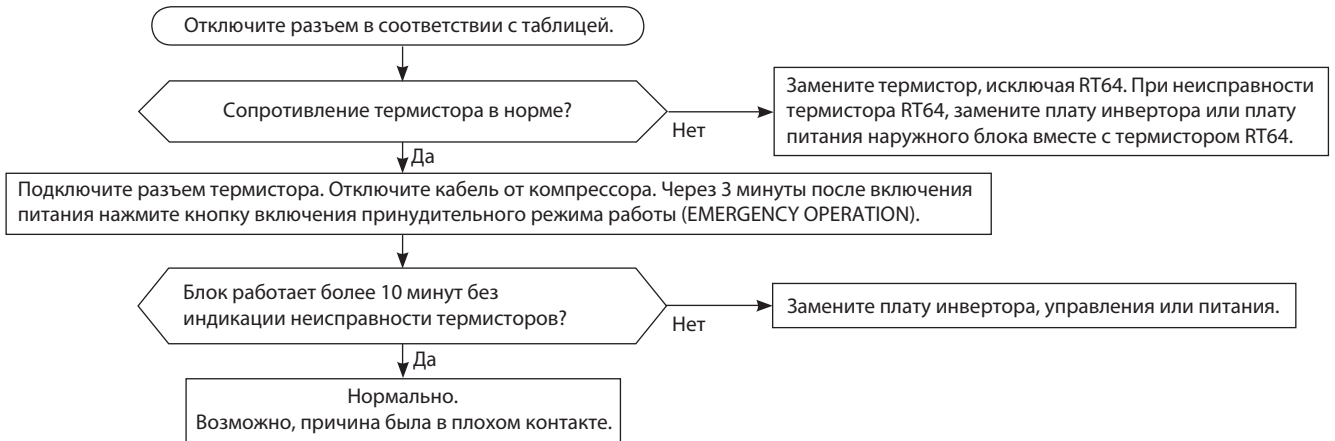 Отключите разъем в соответствии с таблицей.
Сопротивление термистора в норме?
Нет
Замените термистор, исключая RT64. При неисправности
термистора RT64, замените плату инвертора или плату
питания наружного блока вместе с термистором RT64.
Да
Подключите разъем термистора. Отключите кабель от компрессора. Через 3 минуты после включения
питания нажмите кнопку включения принудительного режима работы (EMERGENCY OPERATION).
Блок работает более 10 минут без
индикации неисправности термисторов?
Нет
Замените плату инвертора, управления или питания.
Да
Нормально.
Возможно, причина была в плохом контакте.